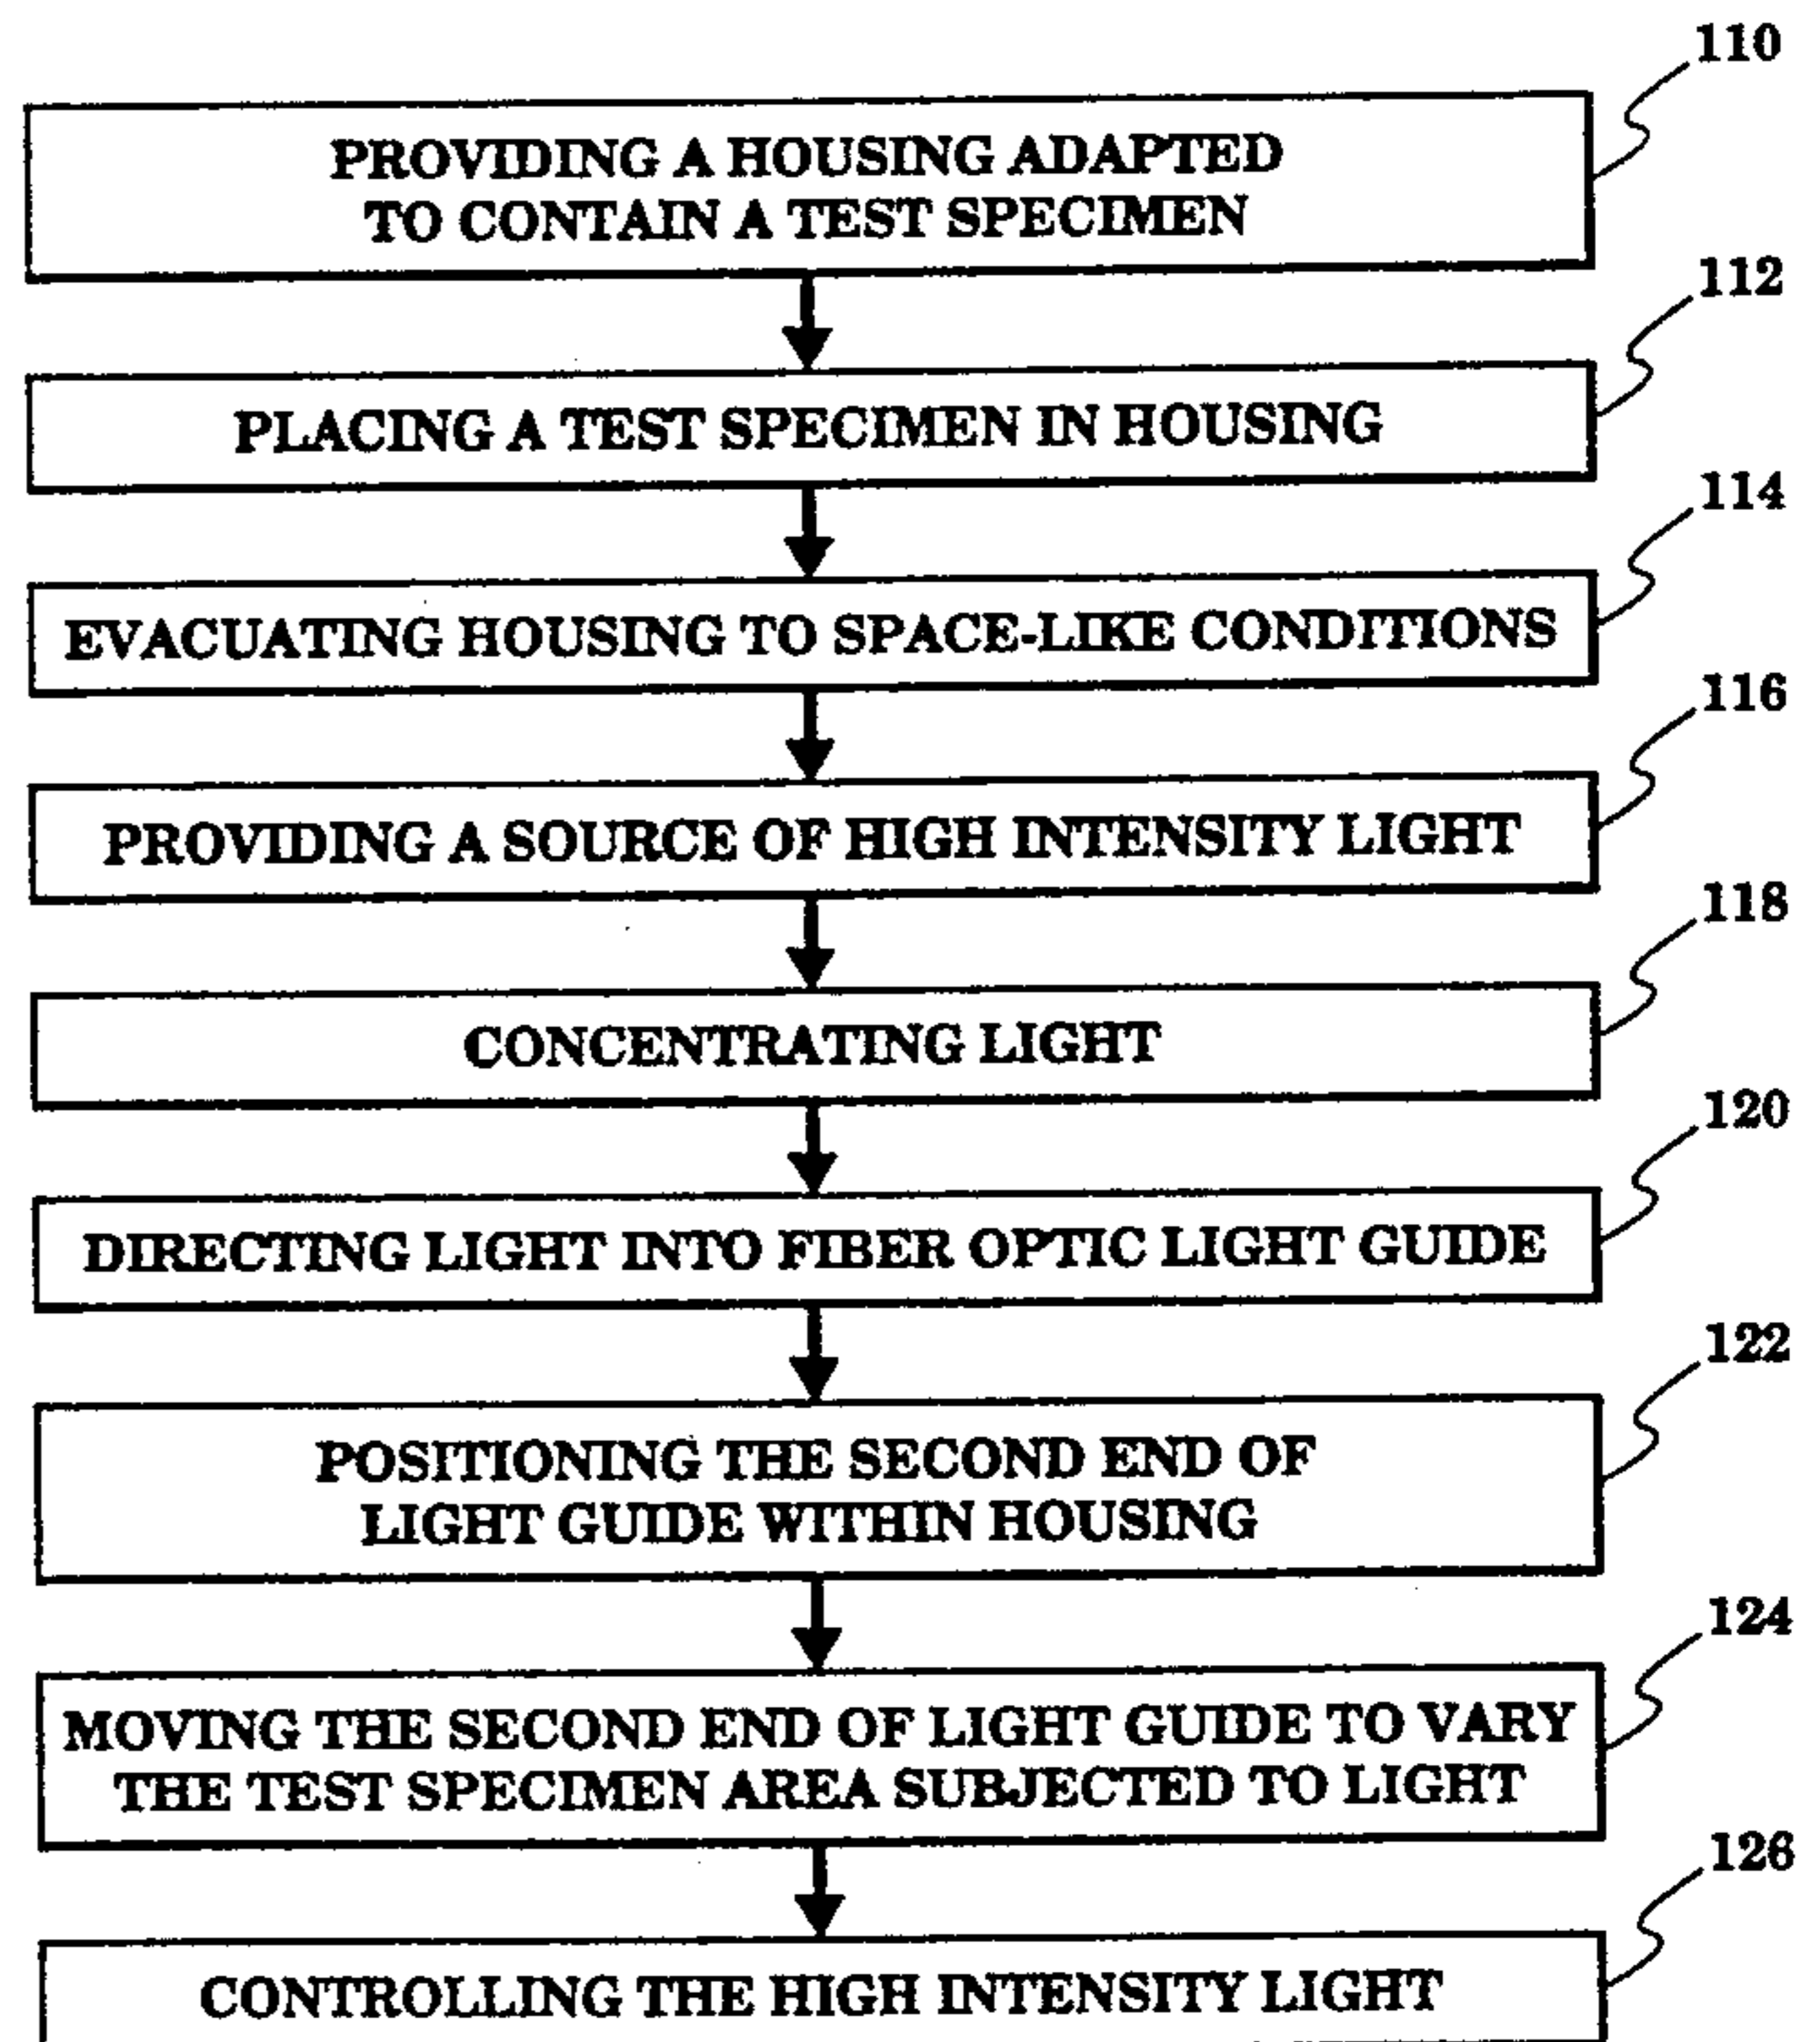 110
PROVIDING A HOUSING ADAPTED
TO CONTAIN A TEST SPECIMEN
112
PLACING A TEST SPECIMEN IN HOUSING
114
EVACUATING HOUSING TO SPACE-LIKE CONDITIONS
116
PROVIDING A SOURCE OF HIGH INTENSITY LIGHT
118
CONCENTRATING LIGHT
120
DIRECTING LIGHT INTO FIBER OPTIC LIGHT GUIDE
122
POSITIONING THE SECOND END OF
LIGHT GUIDE WITHIN HOUSING
124
MOVING THE SECOND END OF LIGHT GUIDE TO VARY
THE TEST SPECIMEN AREA SUBJECTED TO LIGHT
126
CONTROLLING THE HIGH INTENSITY LIGHT